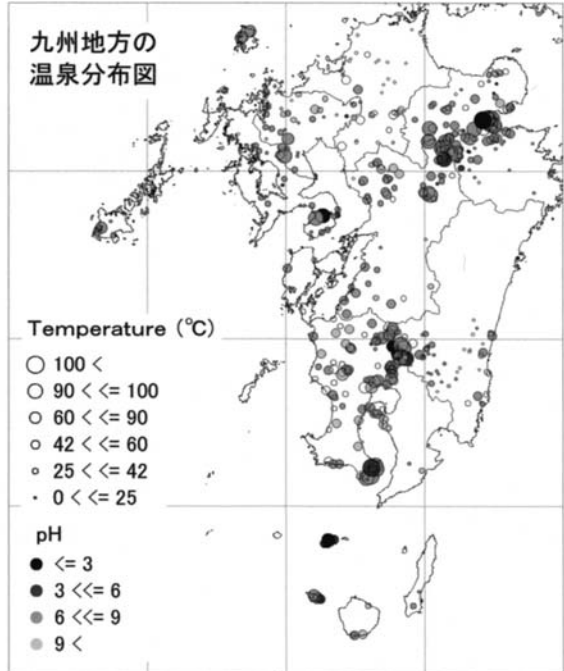 九州地方の
温泉分布図
Temperature (℃)
100 <
90 < <= 100
60 < <= 90
42 < <= 60
25 < <= 42
0 < <= 25
pH
<= 3
3 <<= 6
6 <<= 9
9 <